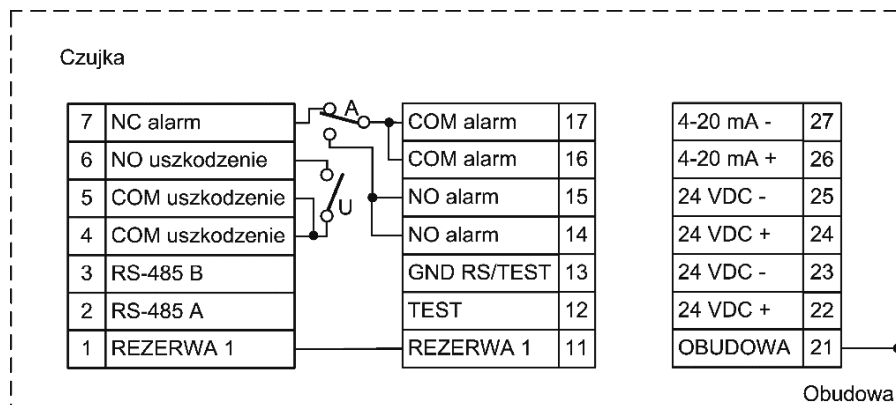 Czujka
7 NC alarm A COM alarm 17 4-20 mA - 27
6 NO uszkodzenie COM alarm 16 4-20 mA + 26
5 COM uszkodzenie U NO alarm 15 24 VDC - 25
4 COM uszkodzenie NO alarm 14 24 VDC + 24
3 RS-485 B GND RS/TEST 13 24 VDC - 23
2 RS-485 A TEST 12 22 VDC + 22
1 REZERWA 1 REZERWA 1 11 OBUDOWA 21
Obudowa